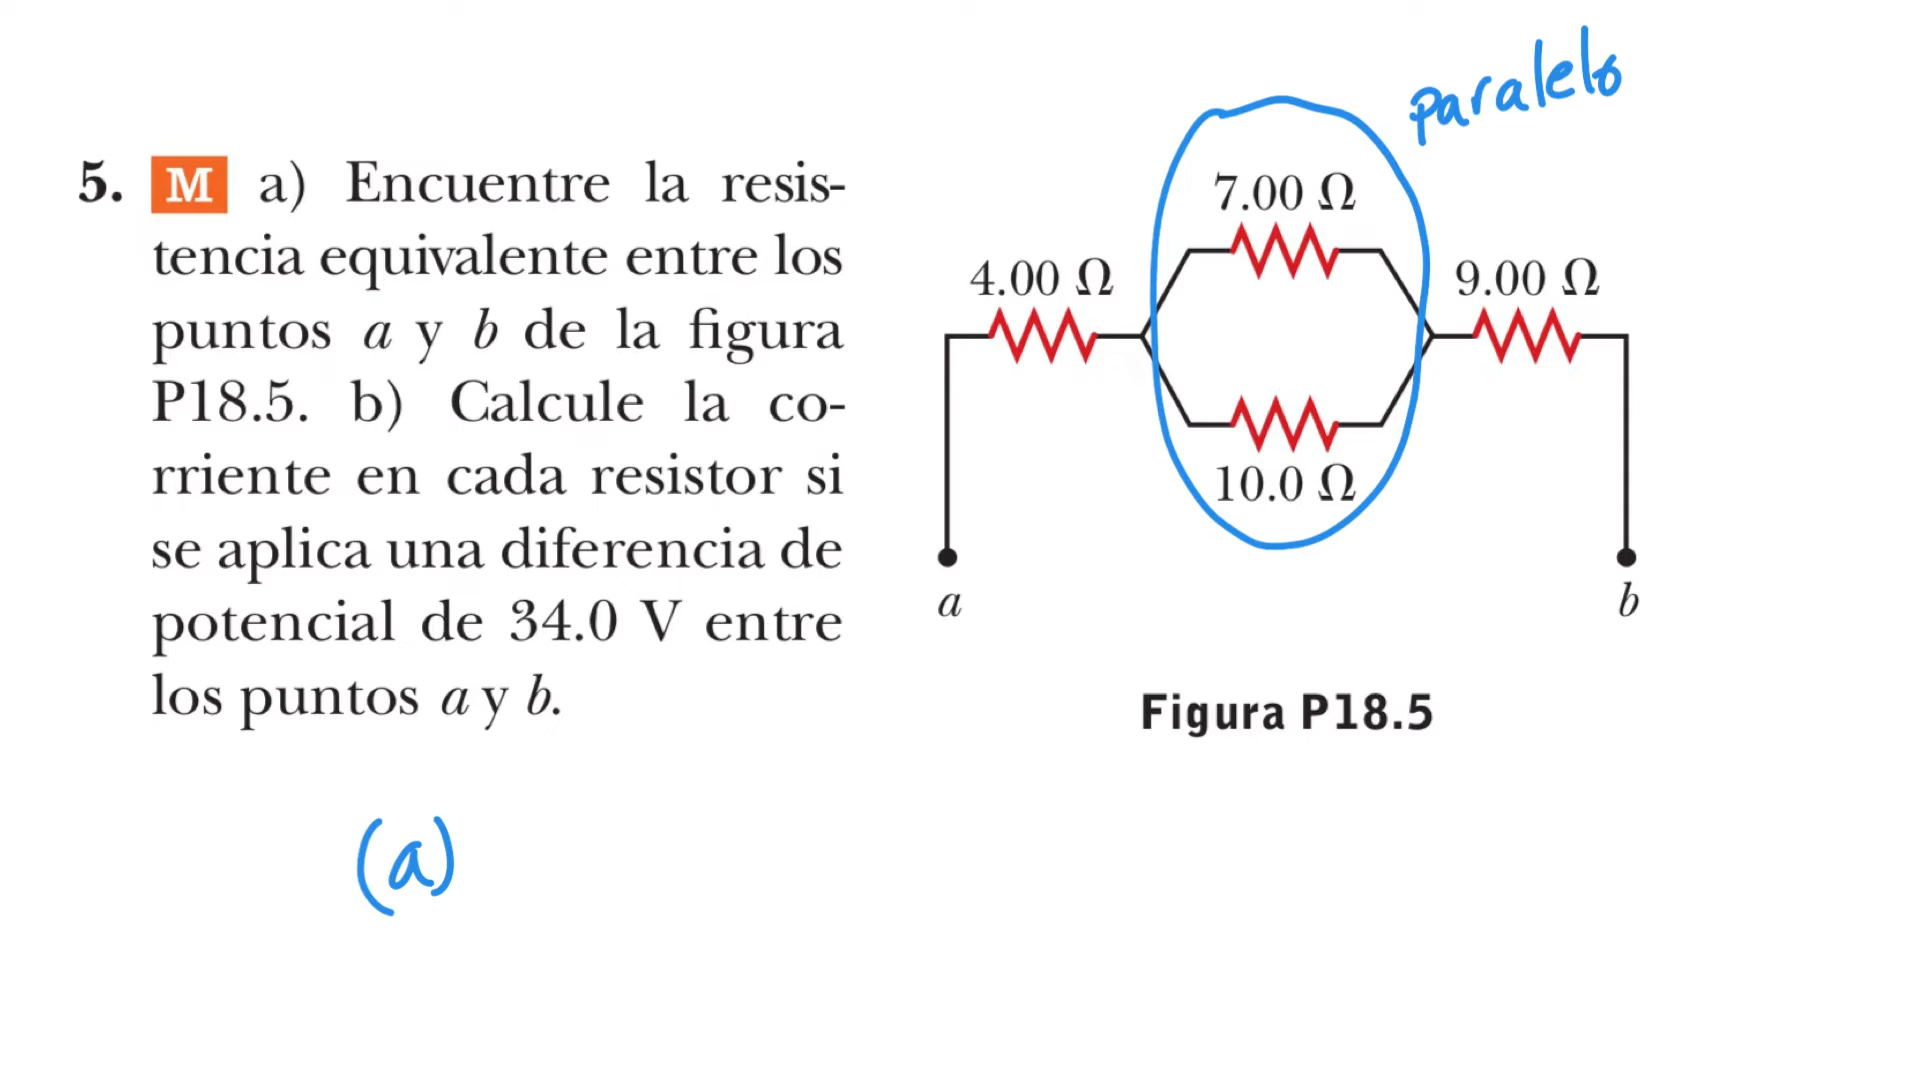 5. M a) Encuentre la resis-
tencia equivalente entre los
puntos a y b de la figura
P18.5. b) Calcule la co-
rriente en cada resistor si
se aplica una diferencia de
potencial de 34.0 V entre
los puntos a y b.
paralelo
7.00 Ω
4.00 Ω
9.00 Ω
10.0 Ω
a
b
Figura P18.5
(a)